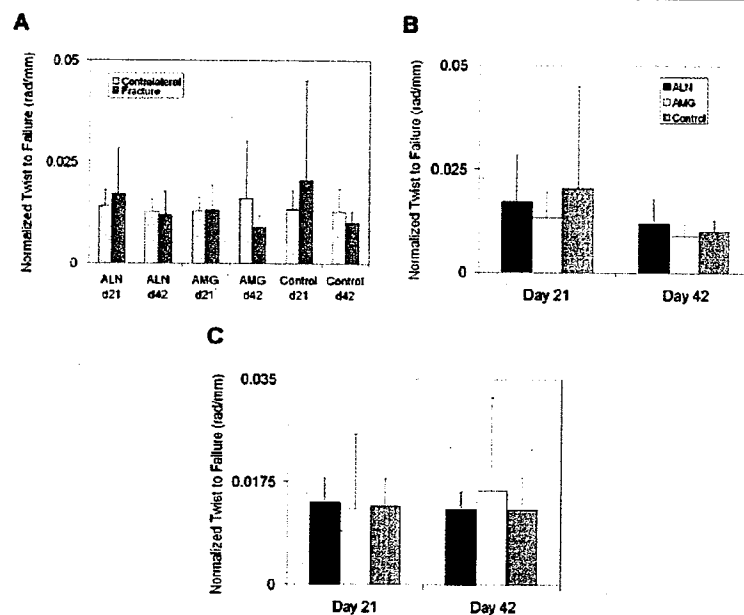 A
Normalized Twist to Failure (rad/mm)
0.05
0.025
0
Contralateral
Fracture
ALN d21
ALN d42
AMG d21
AMG d42
Control d21
Control d42
B
Normalized Twist to Failure (rad/mm)
0.05
0.025
0
ALN
AMG
Control
Day 21
Day 42
C
Normalized Twist to Failure (rad/mm)
0.035
0.0175
0
Day 21
Day 42